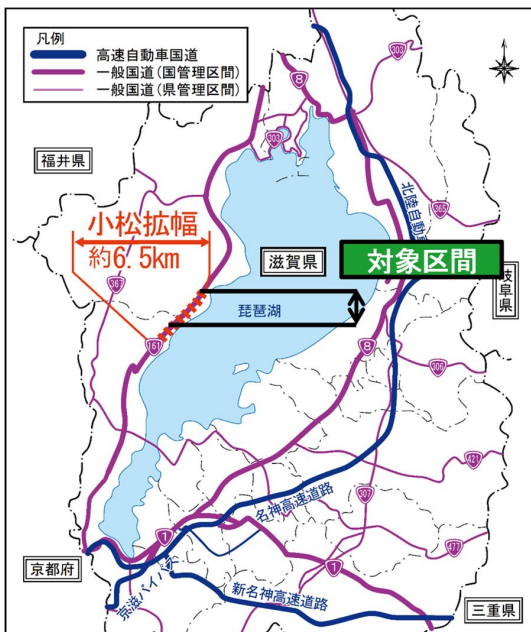 凡例
高速自動車国道
一般国道(国管理区間)
一般国道(県管理区間)
303
8
303
福井県
365
北陸自動車
小松拡幅
約6.5km
滋賀県
対象区間
岐阜県
367
琵琶湖
161
8
306
421
307
名神高速道路
1
477
京都府
京滋バイパス
1
新名神高速道路
三重県